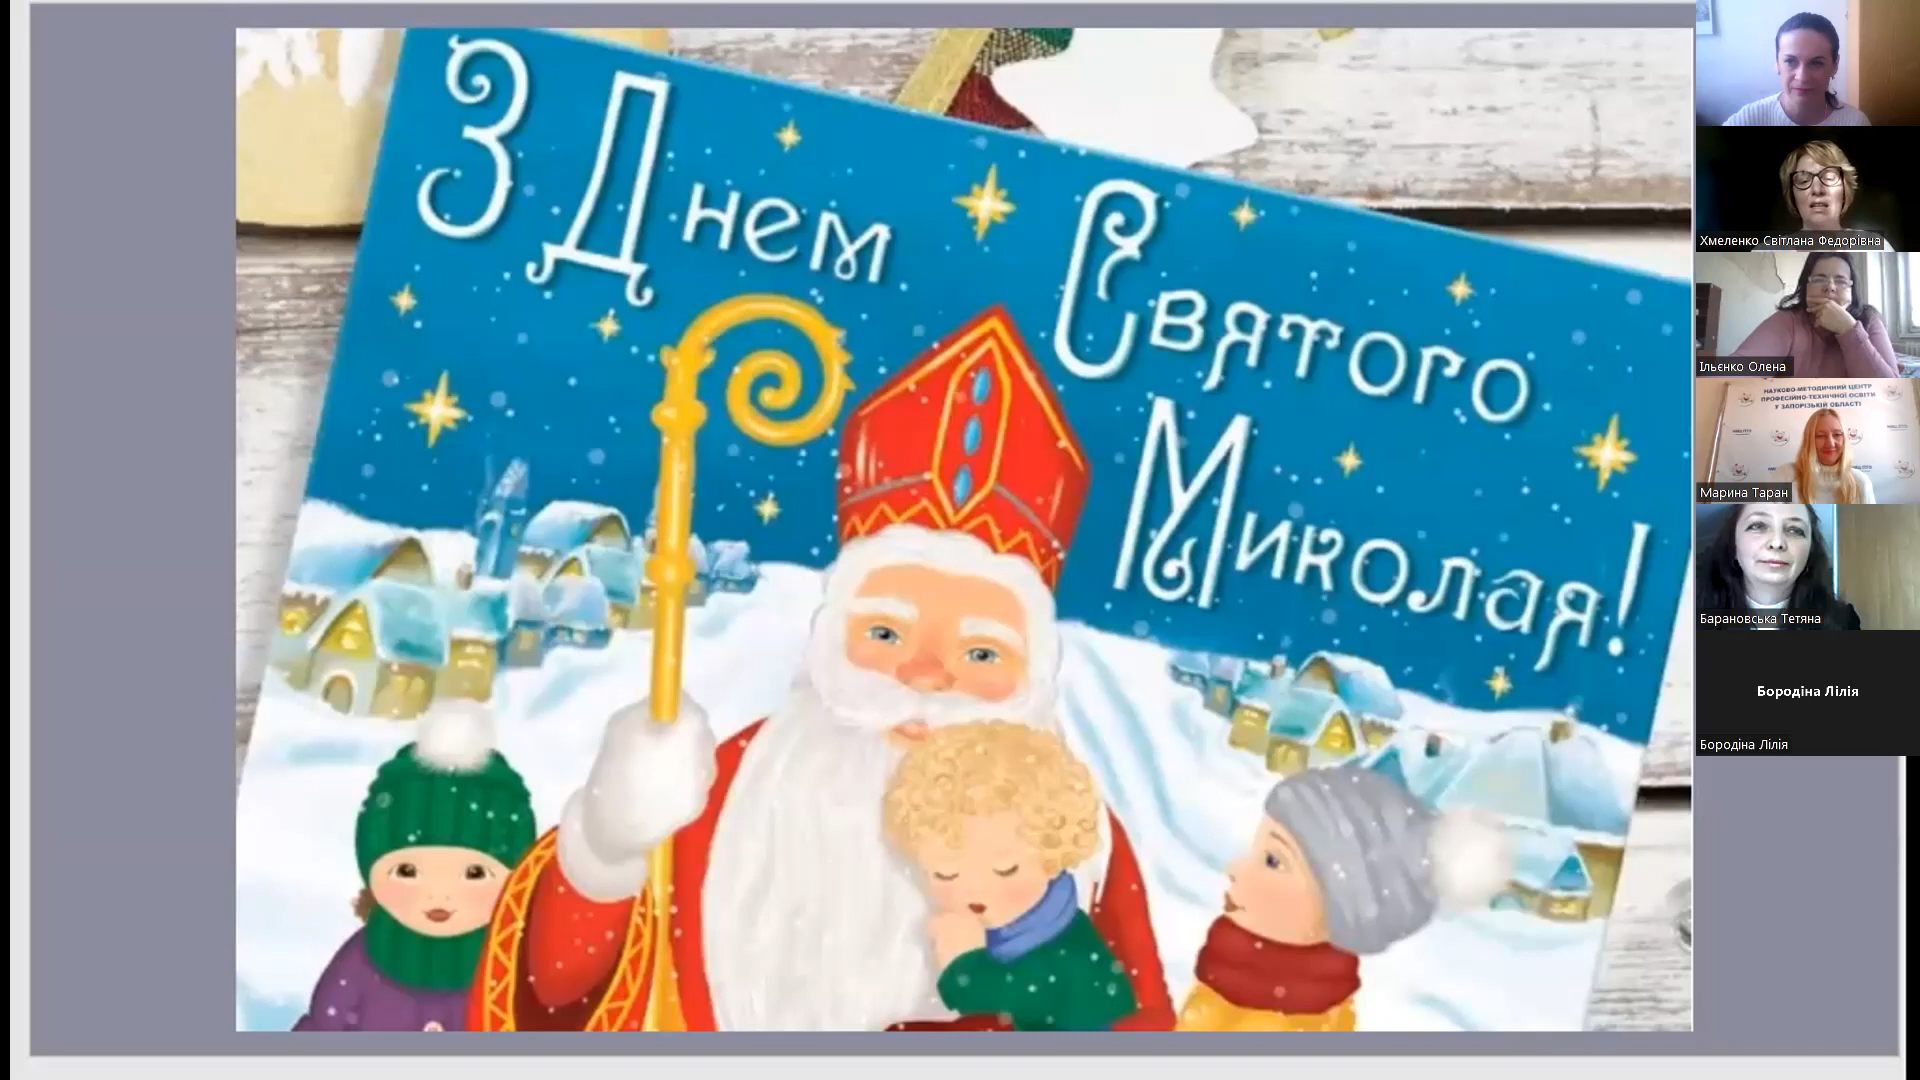 З Днем
Святого
Миколая!
Хмеленко Світлана Федорівна
Ільєнко Олена
НАУКОВО-МЕТОДИЧНИЙ ЦЕНТР
ПРОФЕСІЙНО-ТЕХНІЧНОЇ ОСВІТИ
У ЗАПОРІЗЬКІЙ ОБЛАСТІ
Марина Таран
Барановська Тетяна
Бородіна Лілія
Бородіна Лілія